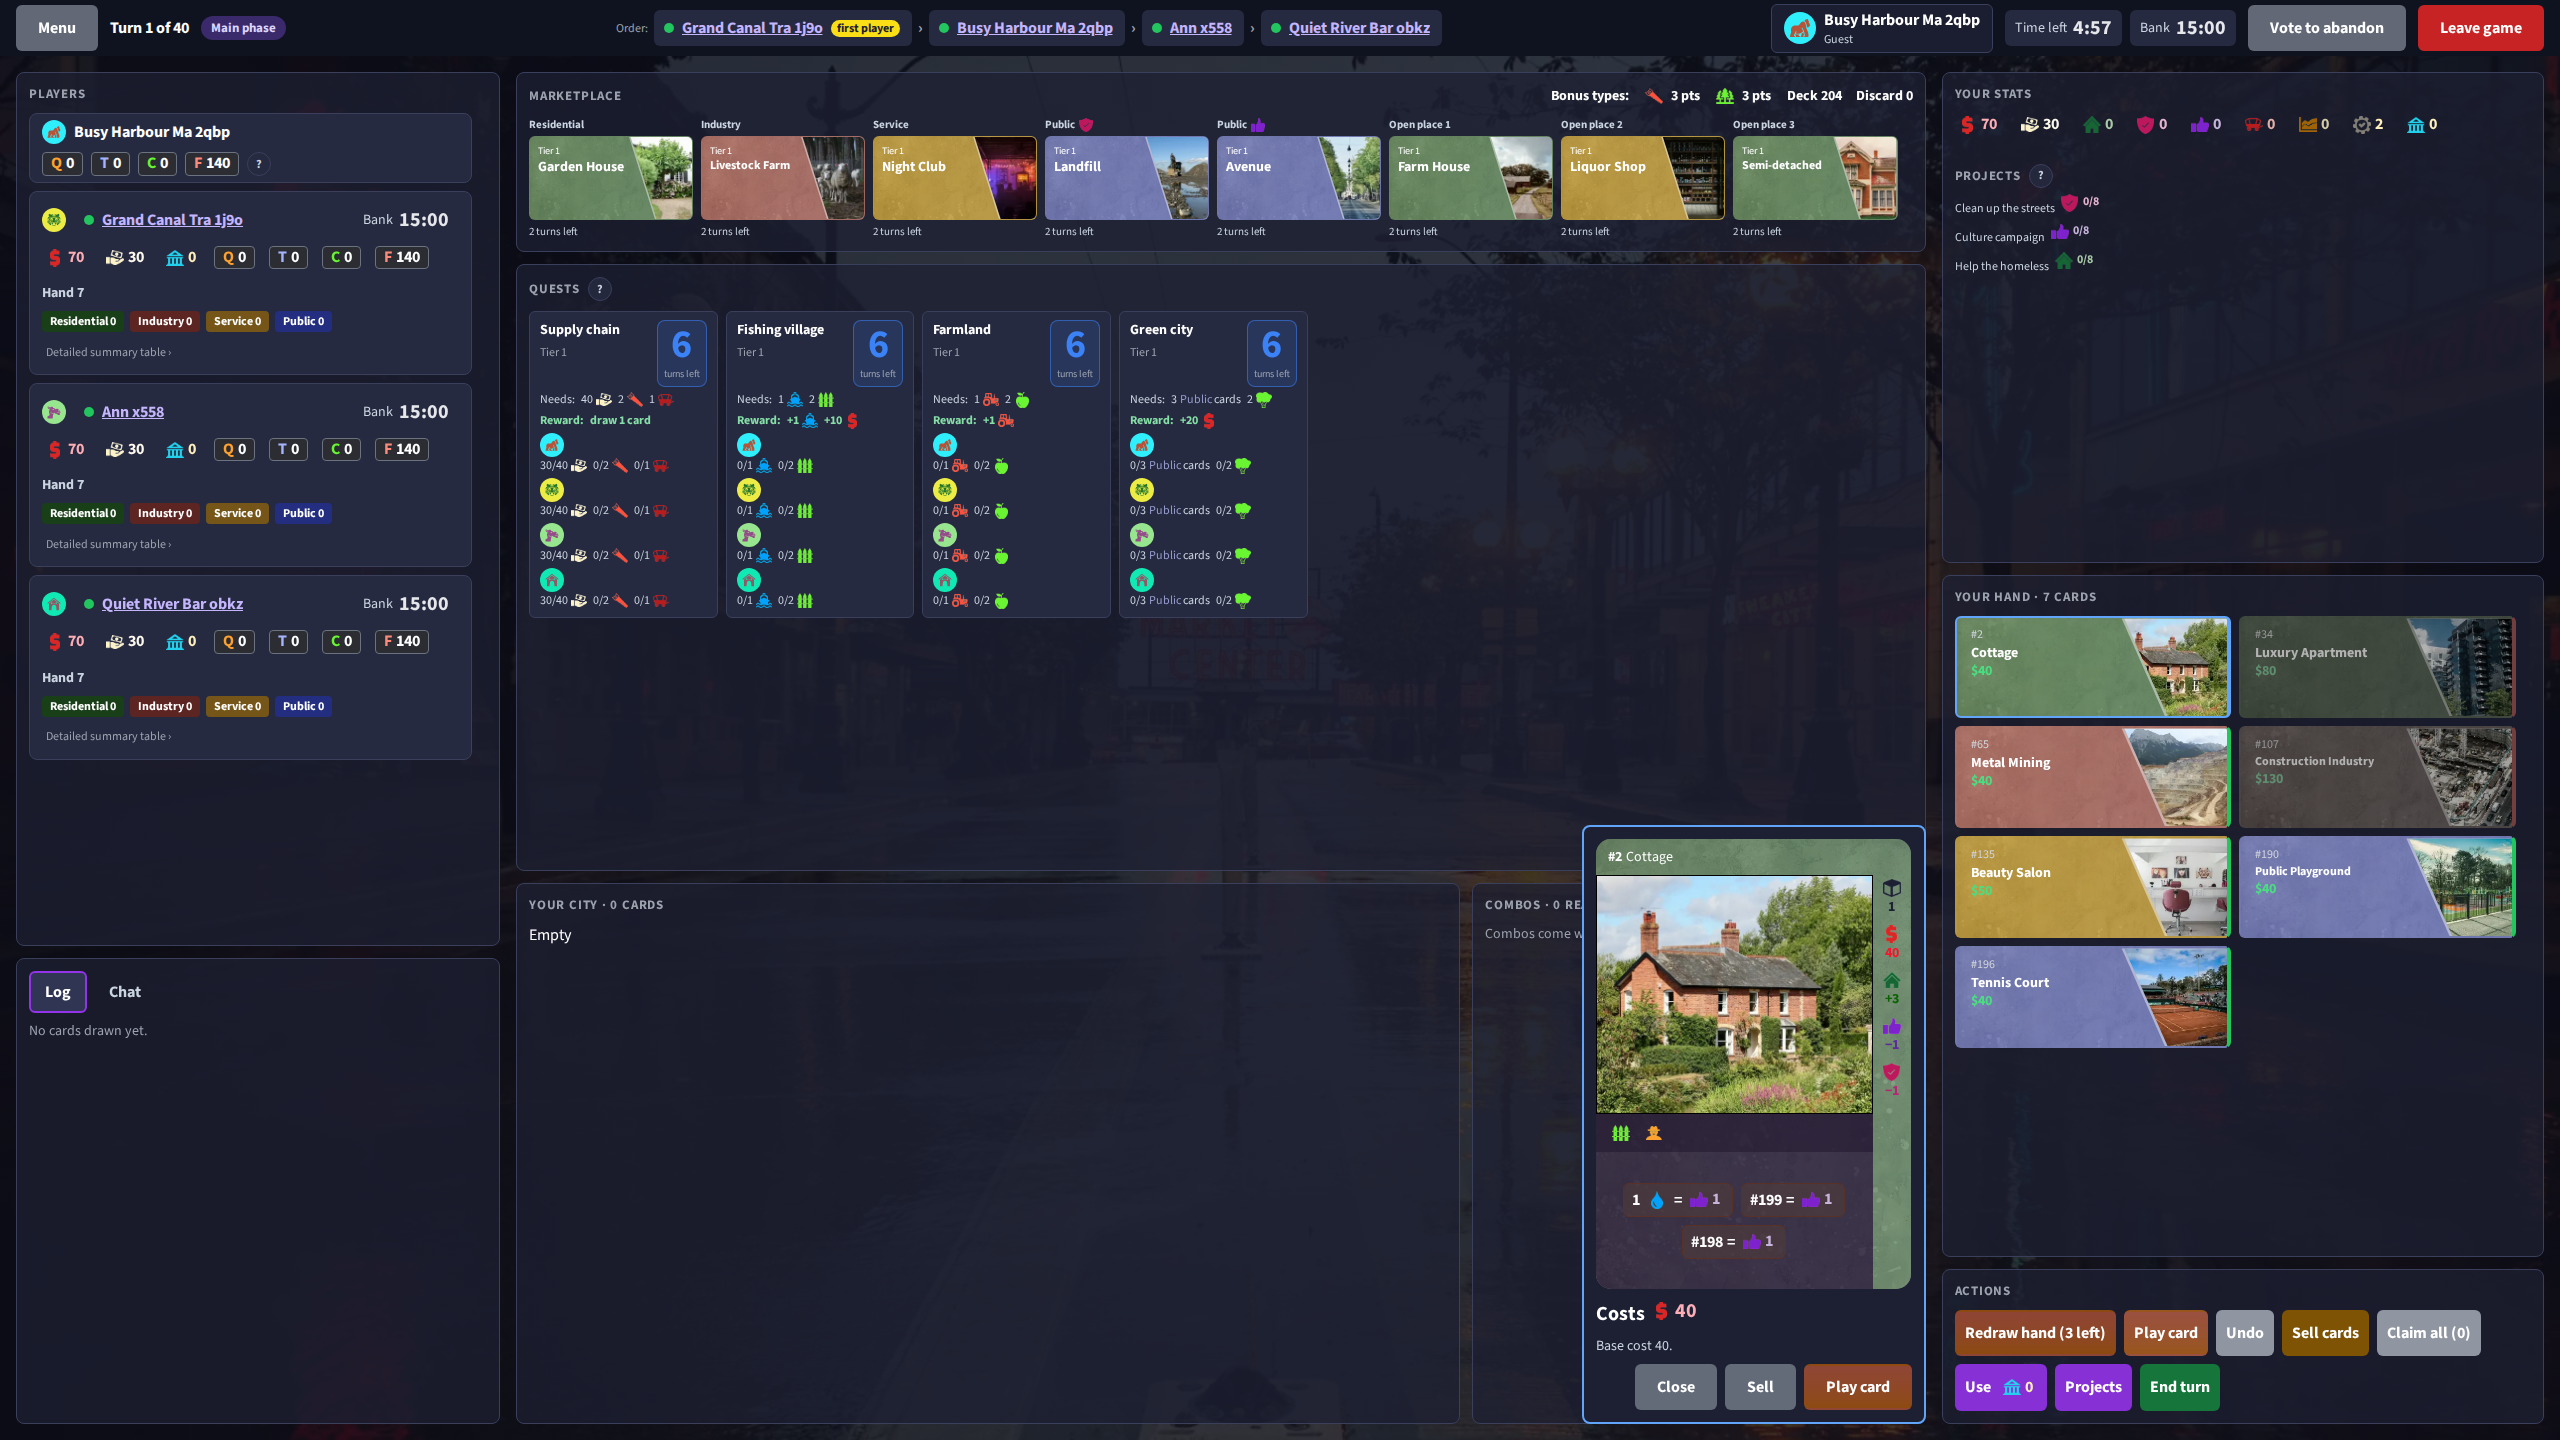 Menu
Turn 1 of 40
Main phase
Order:
Grand Canal Tra 1j9o
first player
›
Busy Harbour Ma 2qbp
›
Ann x558
›
Quiet River Bar obkz
Busy Harbour Ma 2qbp
Guest
Time left 4:57
Bank 15:00
Vote to abandon
Leave game
PLAYERS
Busy Harbour Ma 2qbp
Q 0 T 0 C 0 F 140 ?
Grand Canal Tra 1j9o
Bank 15:00
70 30 0 Q 0 T 0 C 0 F 140
Hand 7
Residential 0 Industry 0 Service 0 Public 0
Detailed summary table ›
Ann x558
Bank 15:00
70 30 0 Q 0 T 0 C 0 F 140
Hand 7
Residential 0 Industry 0 Service 0 Public 0
Detailed summary table ›
Quiet River Bar obkz
Bank 15:00
70 30 0 Q 0 T 0 C 0 F 140
Hand 7
Residential 0 Industry 0 Service 0 Public 0
Detailed summary table ›
Log
Chat
No cards drawn yet.
MARKETPLACE
Bonus types: 3 pts 3 pts Deck 204 Discard 0
Residential
Tier 1
Garden House
2 turns left
Industry
Tier 1
Livestock Farm
2 turns left
Service
Tier 1
Night Club
2 turns left
Public
Tier 1
Landfill
2 turns left
Public
Tier 1
Avenue
2 turns left
Open place 1
Tier 1
Farm House
2 turns left
Open place 2
Tier 1
Liquor Shop
2 turns left
Open place 3
Tier 1
Semi-detached
2 turns left
QUESTS ?
Supply chain
Tier 1
6
turns left
Needs: 40 2 1
Reward: draw 1 card
30/40 0/2 0/1
30/40 0/2 0/1
30/40 0/2 0/1
30/40 0/2 0/1
Fishing village
Tier 1
6
turns left
Needs: 1 2
Reward: +1 +10
0/1 0/2
0/1 0/2
0/1 0/2
0/1 0/2
Farmland
Tier 1
6
turns left
Needs: 1 2
Reward: +1
0/1 0/2
0/1 0/2
0/1 0/2
0/1 0/2
Green city
Tier 1
6
turns left
Needs: 3 Public cards 2
Reward: +20
0/3 Public cards 0/2
0/3 Public cards 0/2
0/3 Public cards 0/2
0/3 Public cards 0/2
YOUR CITY · 0 CARDS
Empty
COMBOS · 0 RE
Combos come w
#2 Cottage
1
40
+3
−1
−1
1 = 1 #199 = 1
#198 = 1
Costs $ 40
Base cost 40.
Close
Sell
Play card
YOUR STATS
70 30 0 0 0 0 0 2 0
PROJECTS ?
Clean up the streets 0/8
Culture campaign 0/8
Help the homeless 0/8
YOUR HAND · 7 CARDS
#2
Cottage
$40
#34
Luxury Apartment
$80
#65
Metal Mining
$40
#107
Construction Industry
$130
#135
Beauty Salon
$50
#190
Public Playground
$40
#196
Tennis Court
$40
ACTIONS
Redraw hand (3 left)
Play card
Undo
Sell cards
Claim all (0)
Use 0
Projects
End turn